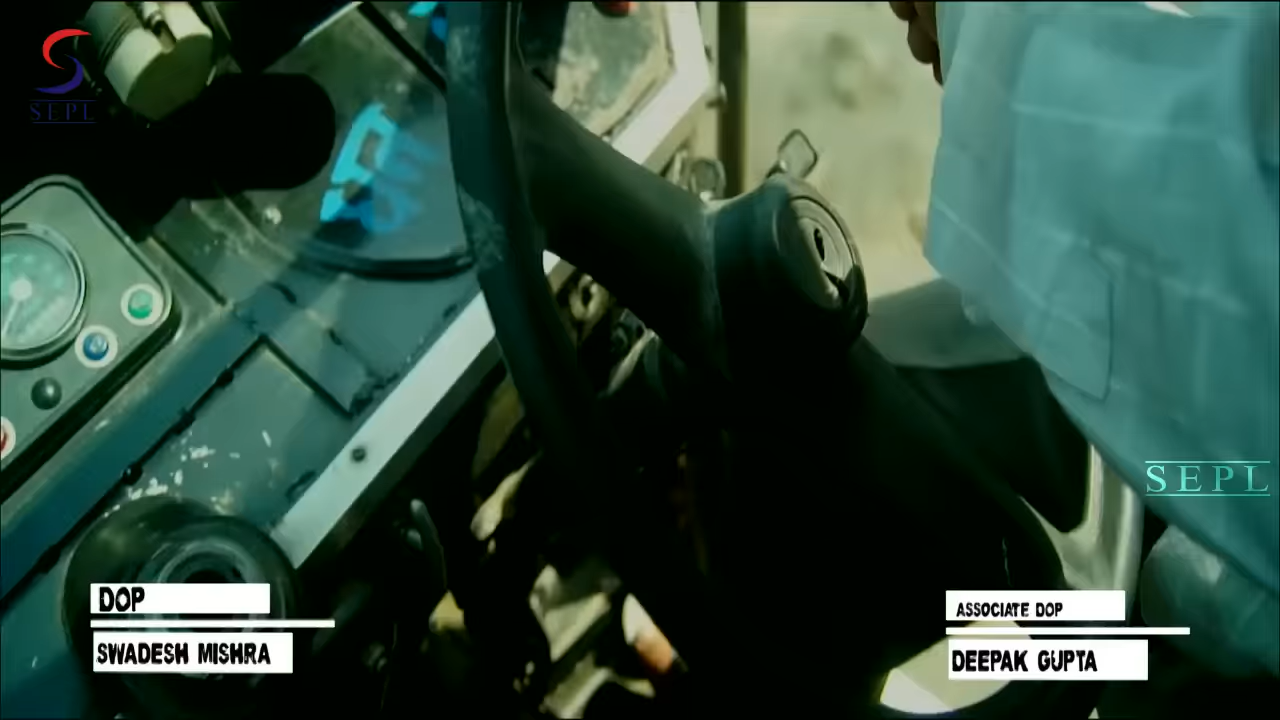 SEPL
SEPL
DOP
SWADESH MISHRA
ASSOCIATE DOP
DEEPAK GUPTA